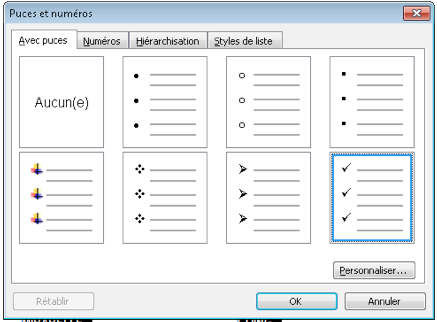 Puces et numéros
Avec puces Numéros Hiérarchisation Styles de liste
Aucun(e)
Personnaliser...
Rétablir OK Annuler